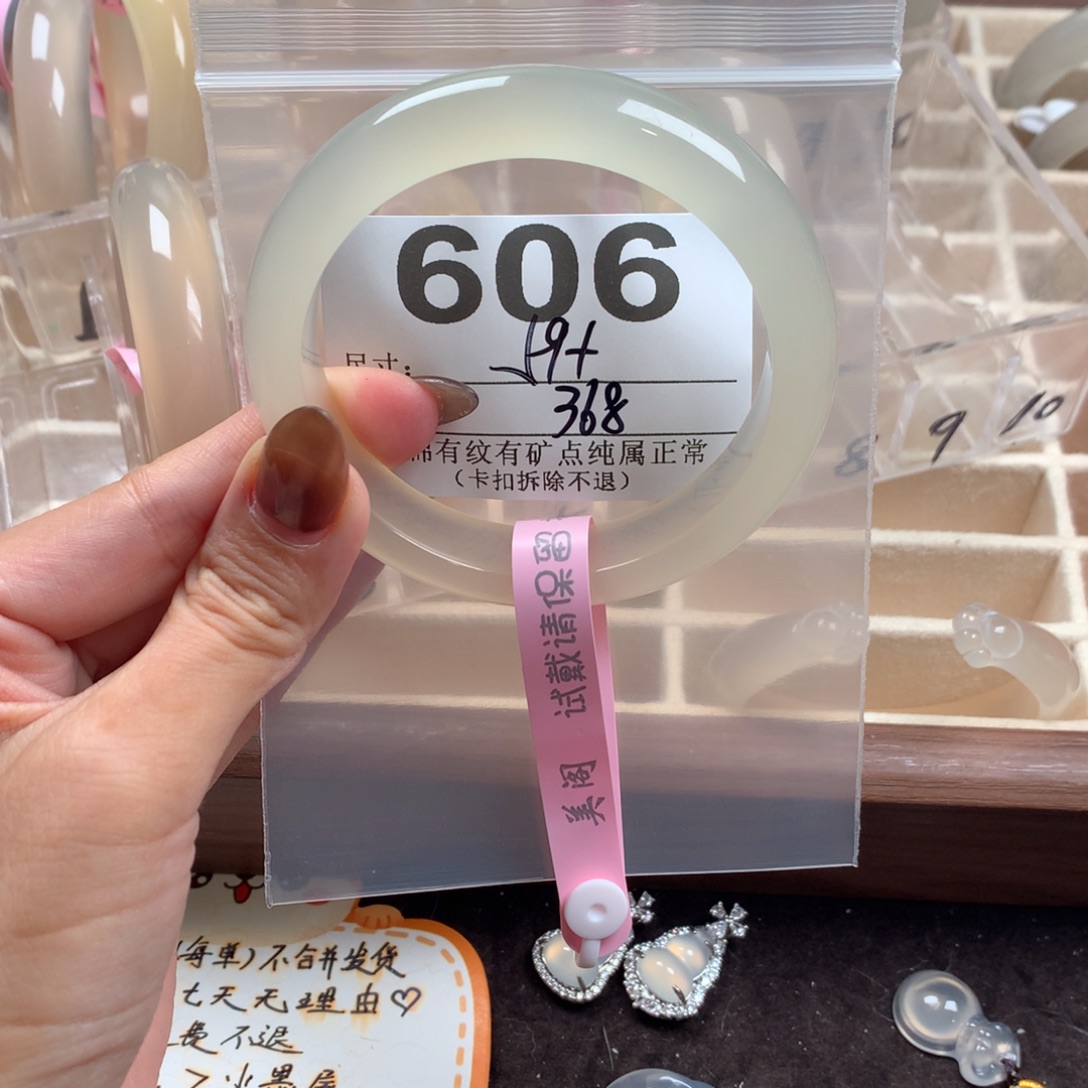 606
尺寸：
59+
368
棉有纹有矿点纯属正常
（卡扣拆除不退）
美阁 试戴请保留
9
10
8
(每单)不合并发货
七天无理由♡
费不退